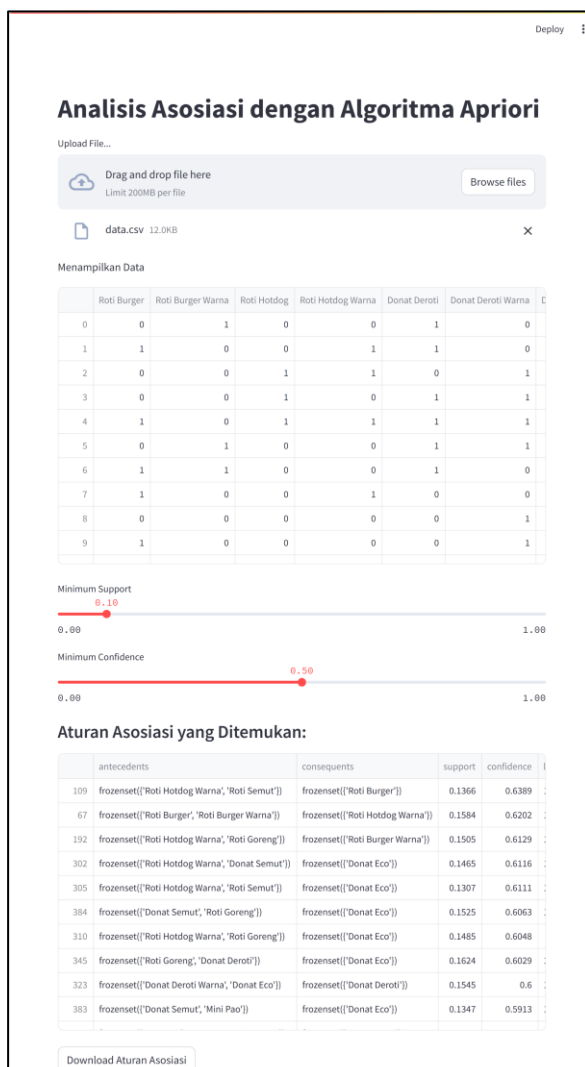 Deploy
Analisis Asosiasi dengan Algoritma Apriori
Upload File...
Drag and drop file here
Limit 200MB per file
Browse files
data.csv 12.0KB
Menampilkan Data
Roti Burger Roti Burger Warna Roti Hotdog Roti Hotdog Warna Donat Deroti Donat Deroti Warna
0 0 1 0 0 1 0
1 1 0 0 1 1 0
2 0 0 1 1 0 1
3 0 0 1 0 1 1
4 1 0 1 1 1 1
5 0 1 0 0 1 1
6 1 1 0 0 1 0
7 1 0 0 1 0 0
8 0 0 0 0 0 1
9 1 0 0 0 0 1
Minimum Support
0.10
0.00 1.00
Minimum Confidence
0.50
0.00 1.00
Aturan Asosiasi yang Ditemukan:
antecedents consequents support confidence
109 frozenset({'Roti Hotdog Warna', 'Roti Semut'}) frozenset({'Roti Burger'}) 0.1366 0.6389
67 frozenset({'Roti Burger', 'Roti Burger Warna'}) frozenset({'Roti Hotdog Warna'}) 0.1584 0.6202
192 frozenset({'Roti Hotdog Warna', 'Roti Goreng'}) frozenset({'Roti Burger Warna'}) 0.1505 0.6129
302 frozenset({'Roti Hotdog Warna', 'Donat Semut'}) frozenset({'Donat Eco'}) 0.1465 0.6116
305 frozenset({'Roti Hotdog Warna', 'Roti Semut'}) frozenset({'Donat Eco'}) 0.1307 0.6111
384 frozenset({'Donat Semut', 'Roti Goreng'}) frozenset({'Donat Eco'}) 0.1525 0.6063
310 frozenset({'Roti Hotdog Warna', 'Roti Goreng'}) frozenset({'Donat Eco'}) 0.1485 0.6048
345 frozenset({'Roti Goreng', 'Donat Deroti'}) frozenset({'Donat Eco'}) 0.1624 0.6029
323 frozenset({'Donat Deroti Warna', 'Donat Eco'}) frozenset({'Donat Deroti'}) 0.1545 0.6
383 frozenset({'Donat Semut', 'Mini Pao'}) frozenset({'Donat Eco'}) 0.1347 0.5913
Download Aturan Asosiasi